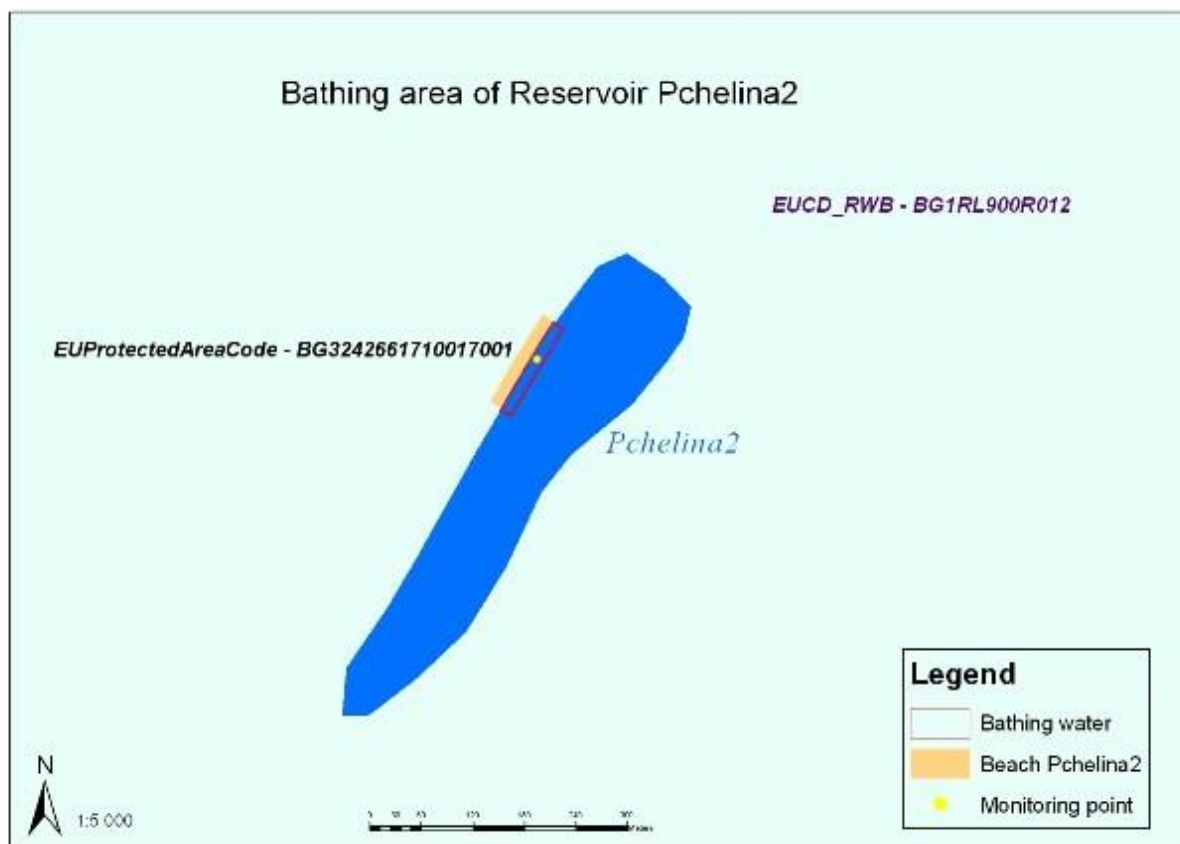 Bathing area of Reservoir Pchelina2
EUCD_RWB - BG1RL900R012
EUProtectedAreaCode - BG3242661710017001
Pchelina2
Legend
Bathing water
Beach Pchelina2
Monitoring point
N
1:5 000